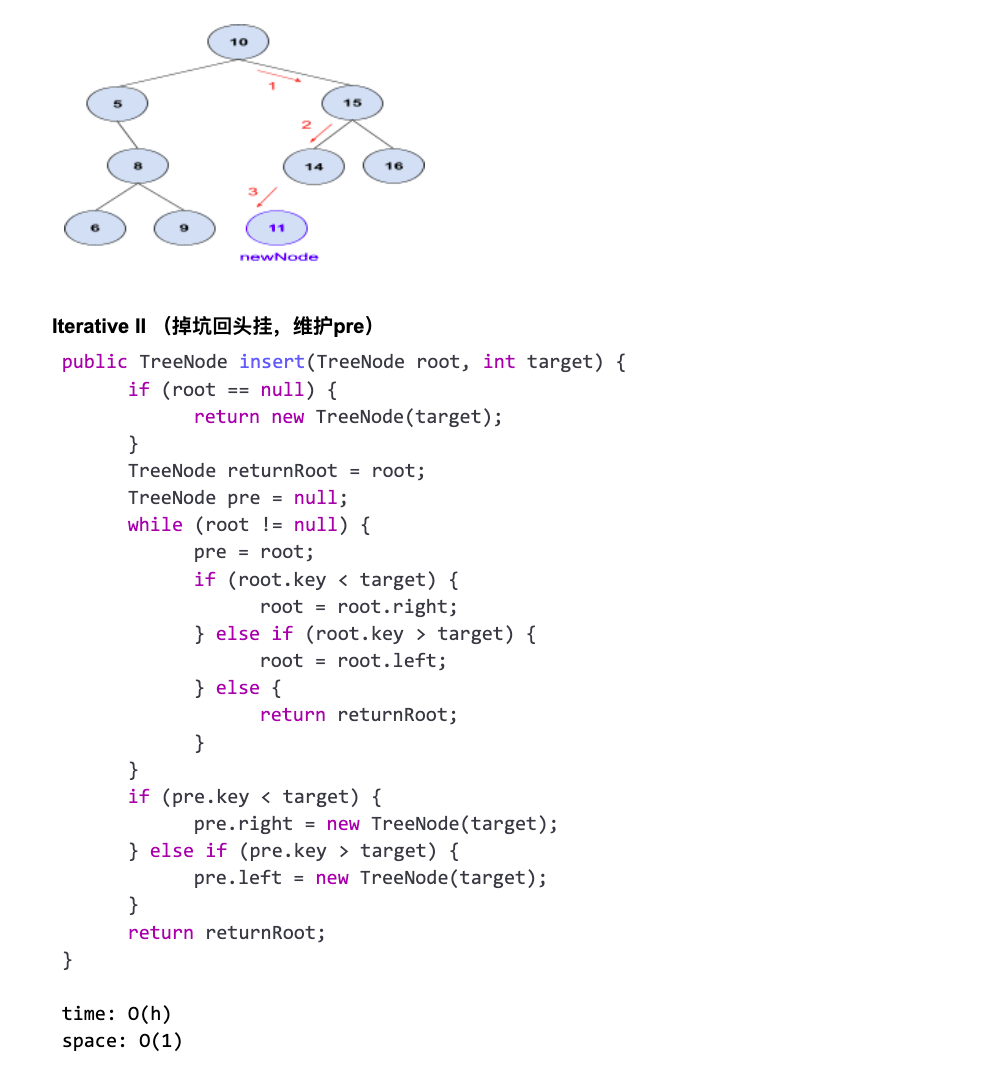 10
1
5
15
2
8
14
16
3
6
9
11
newNode
Iterative II （掉坑回头挂，维护pre）
public TreeNode insert(TreeNode root, int target) {
      if (root == null) {
            return new TreeNode(target);
      }
      TreeNode returnRoot = root;
      TreeNode pre = null;
      while (root != null) {
            pre = root;
            if (root.key < target) {
                  root = root.right;
            } else if (root.key > target) {
                  root = root.left;
            } else {
                  return returnRoot;
            }
      }
      if (pre.key < target) {
            pre.right = new TreeNode(target);
      } else if (pre.key > target) {
            pre.left = new TreeNode(target);
      }
      return returnRoot;
}
time: O(h)
space: O(1)